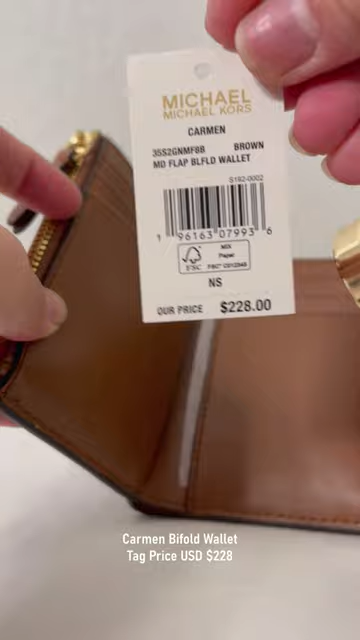 MICHAEL
MICHAEL KORS
CARMEN
35S2GNMF8B BROWN
MD FLAP BLFLD WALLET
S192-0002
1 96163 07993 6
MIX
Paper
FSC
NS
OUR PRICE $228.00
Carmen Bifold Wallet
Tag Price USD $228